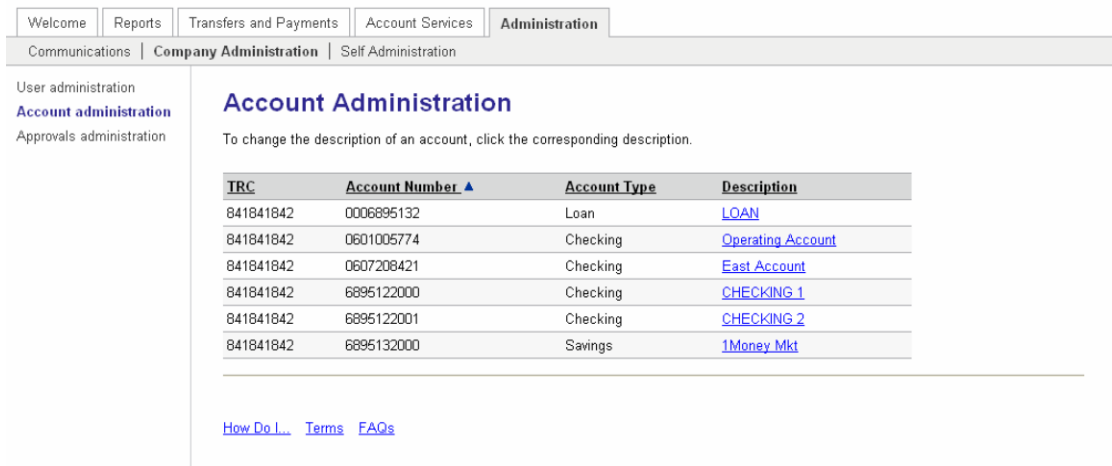 Welcome Reports Transfers and Payments Account Services Administration
Communications | Company Administration | Self Administration
User administration
Account administration
Approvals administration
Account Administration
To change the description of an account, click the corresponding description.
TRC Account Number ▲ Account Type Description
841841842 0006895132 Loan LOAN
841841842 0601005774 Checking Operating Account
841841842 0607208421 Checking East Account
841841842 6895122000 Checking CHECKING 1
841841842 6895122001 Checking CHECKING 2
841841842 6895132000 Savings 1Money Mkt
How Do I... Terms FAQs